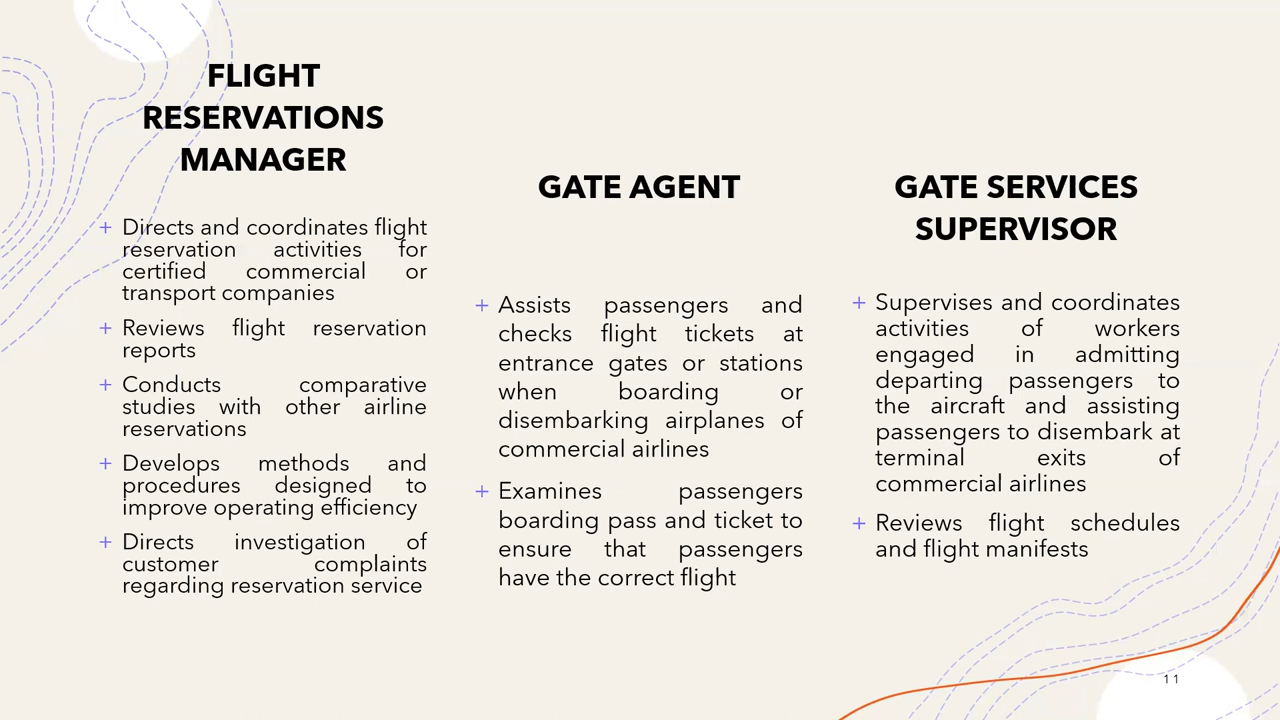 FLIGHT
RESERVATIONS
MANAGER
+ Directs and coordinates flight
reservation activities for
certified commercial or
transport companies
+ Reviews flight reservation
reports
+ Conducts comparative
studies with other airline
reservations
+ Develops methods and
procedures designed to
improve operating efficiency
+ Directs investigation of
customer complaints
regarding reservation service
GATE AGENT
+ Assists passengers and
checks flight tickets at
entrance gates or stations
when boarding or
disembarking airplanes of
commercial airlines
+ Examines passengers
boarding pass and ticket to
ensure that passengers
have the correct flight
GATE SERVICES
SUPERVISOR
+ Supervises and coordinates
activities of workers
engaged in admitting
departing passengers to
the aircraft and assisting
passengers to disembark at
terminal exits of
commercial airlines
+ Reviews flight schedules
and flight manifests
11